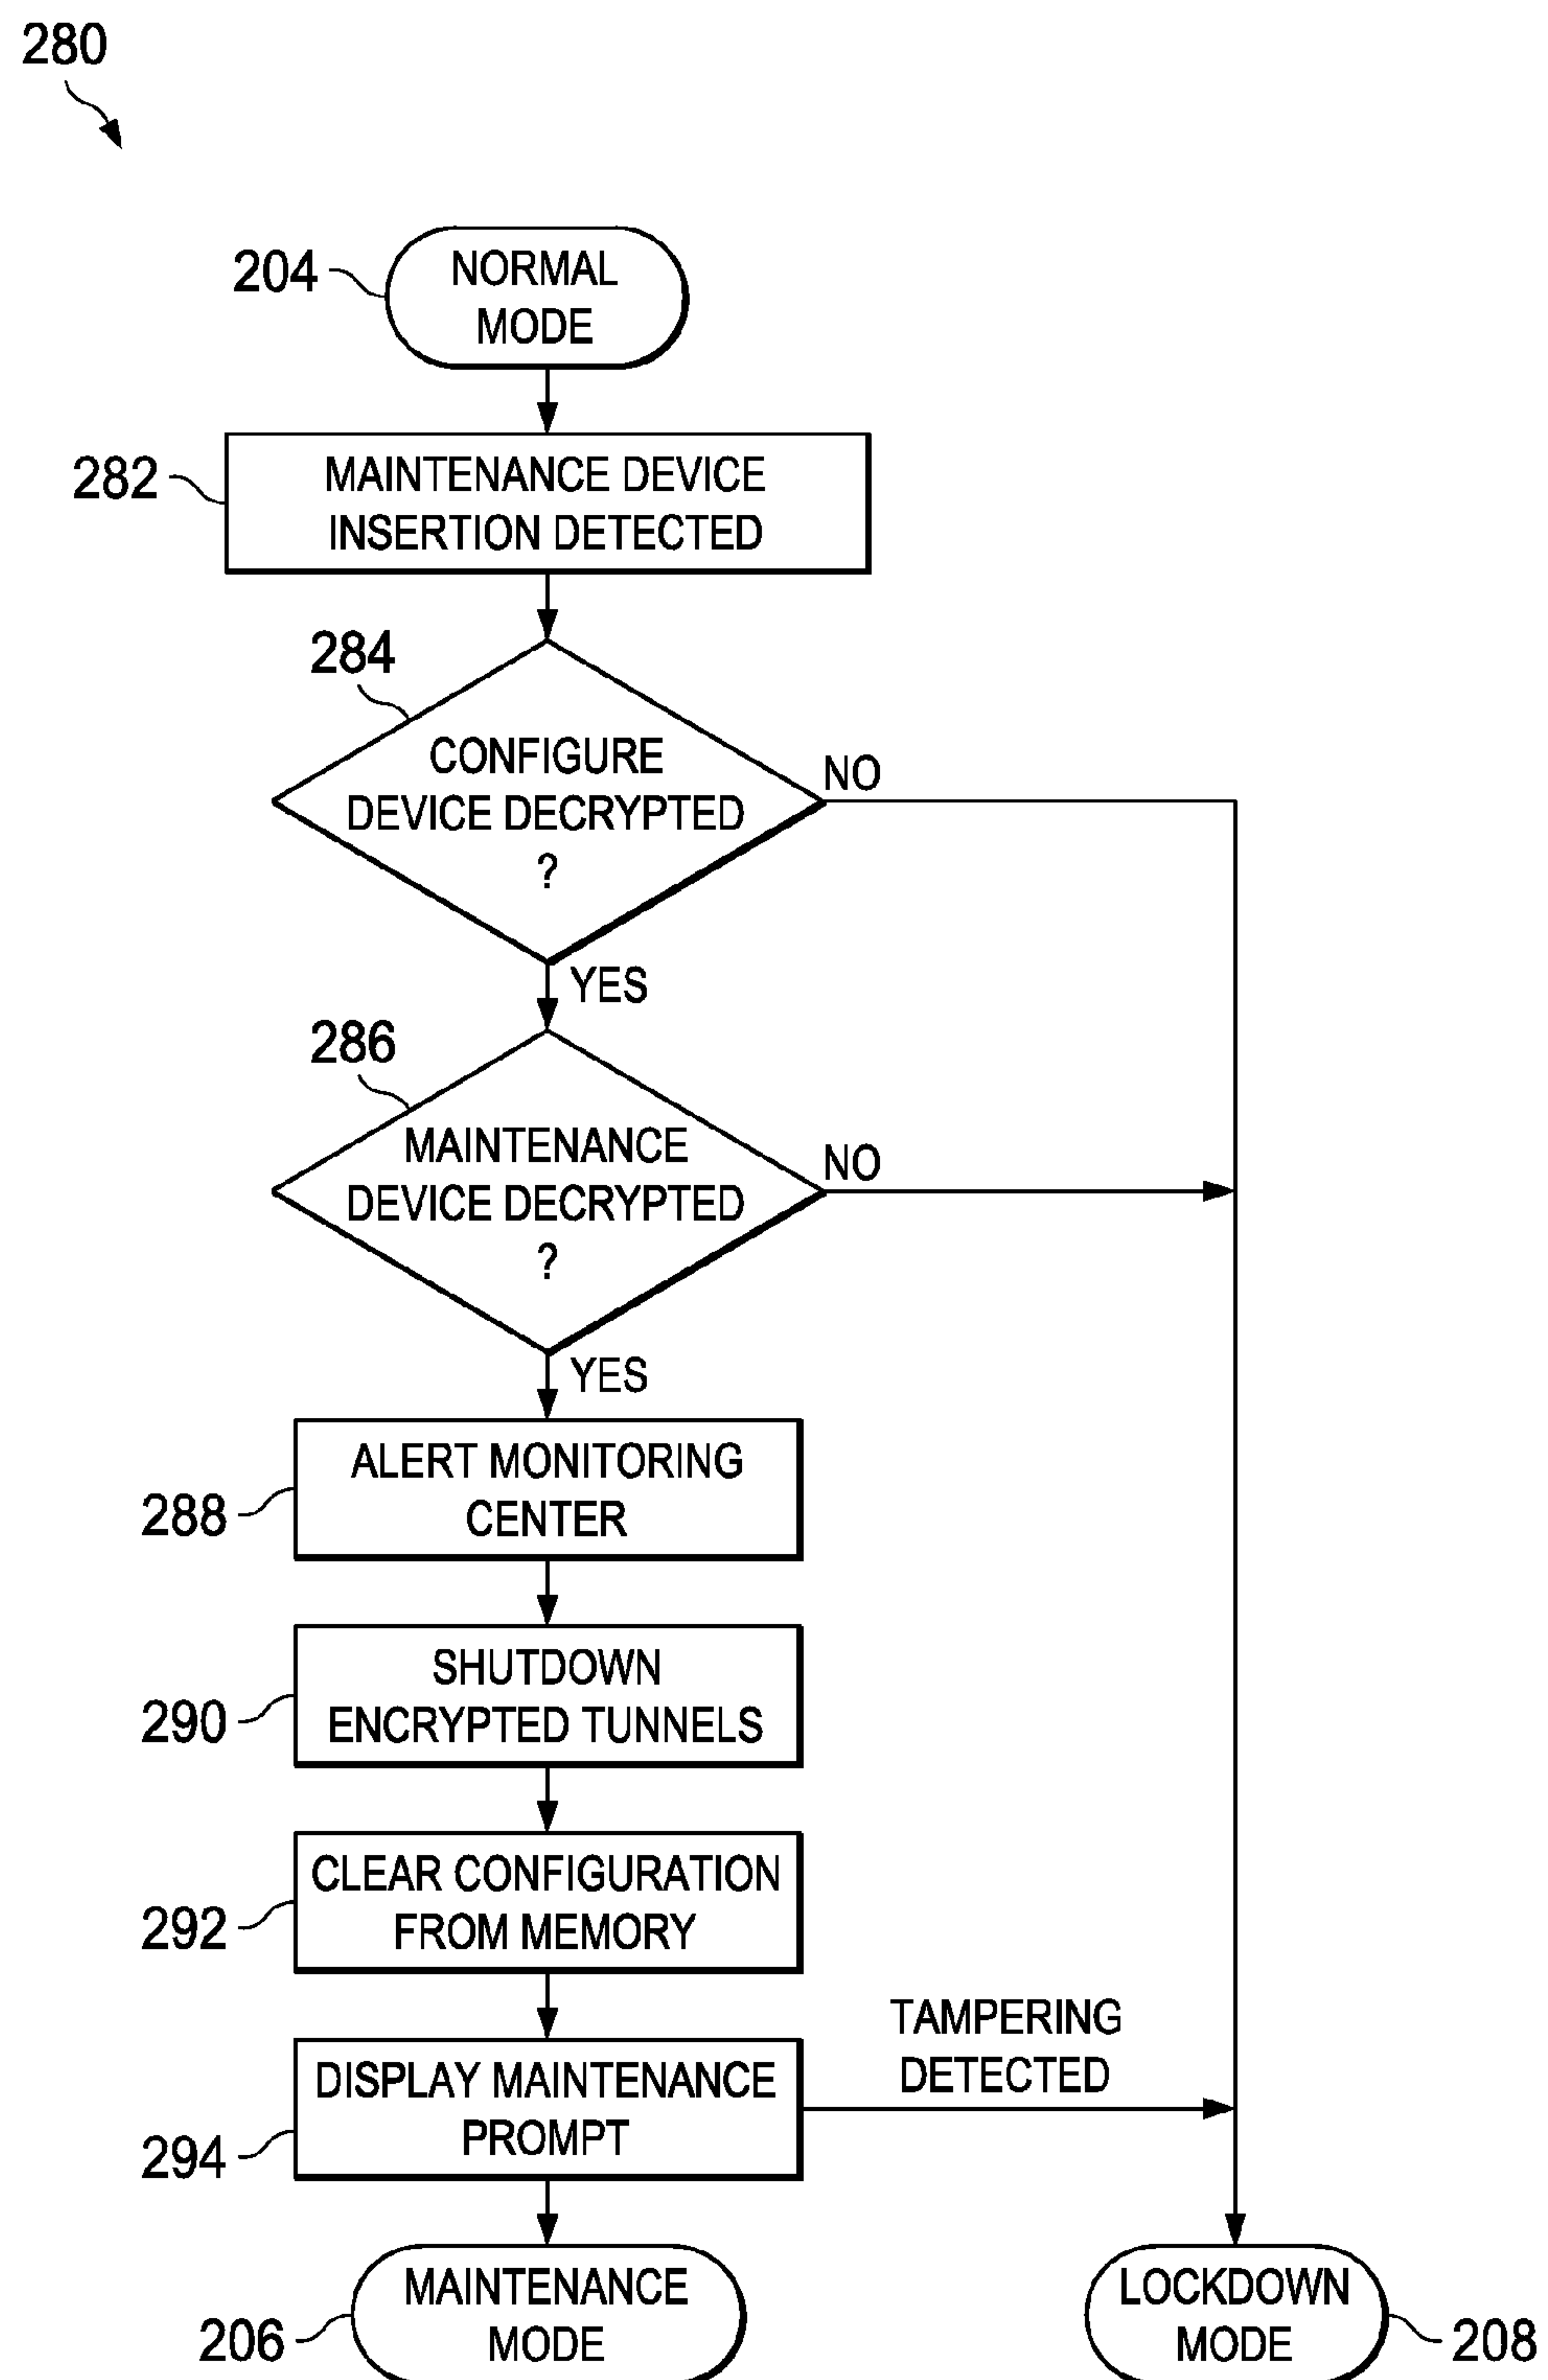 280
204
NORMAL
MODE
282
MAINTENANCE DEVICE
INSERTION DETECTED
284
CONFIGURE
DEVICE DECRYPTED
?
NO
YES
286
MAINTENANCE
DEVICE DECRYPTED
?
NO
YES
288
ALERT MONITORING
CENTER
290
SHUTDOWN
ENCRYPTED TUNNELS
292
CLEAR CONFIGURATION
FROM MEMORY
294
DISPLAY MAINTENANCE
PROMPT
TAMPERING
DETECTED
206
MAINTENANCE
MODE
LOCKDOWN
MODE
208